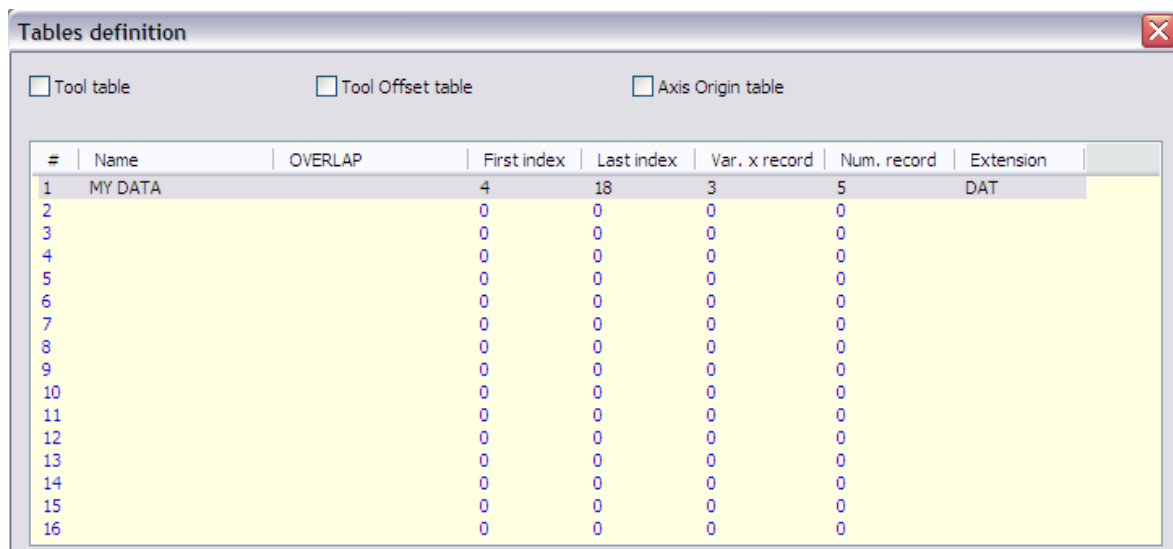 Tables definition
Tool table Tool Offset table Axis Origin table
# Name OVERLAP First index Last index Var. x record Num. record Extension
1 MY DATA 4 18 3 5 DAT
2 0 0 0 0
3 0 0 0 0
4 0 0 0 0
5 0 0 0 0
6 0 0 0 0
7 0 0 0 0
8 0 0 0 0
9 0 0 0 0
10 0 0 0 0
11 0 0 0 0
12 0 0 0 0
13 0 0 0 0
14 0 0 0 0
15 0 0 0 0
16 0 0 0 0